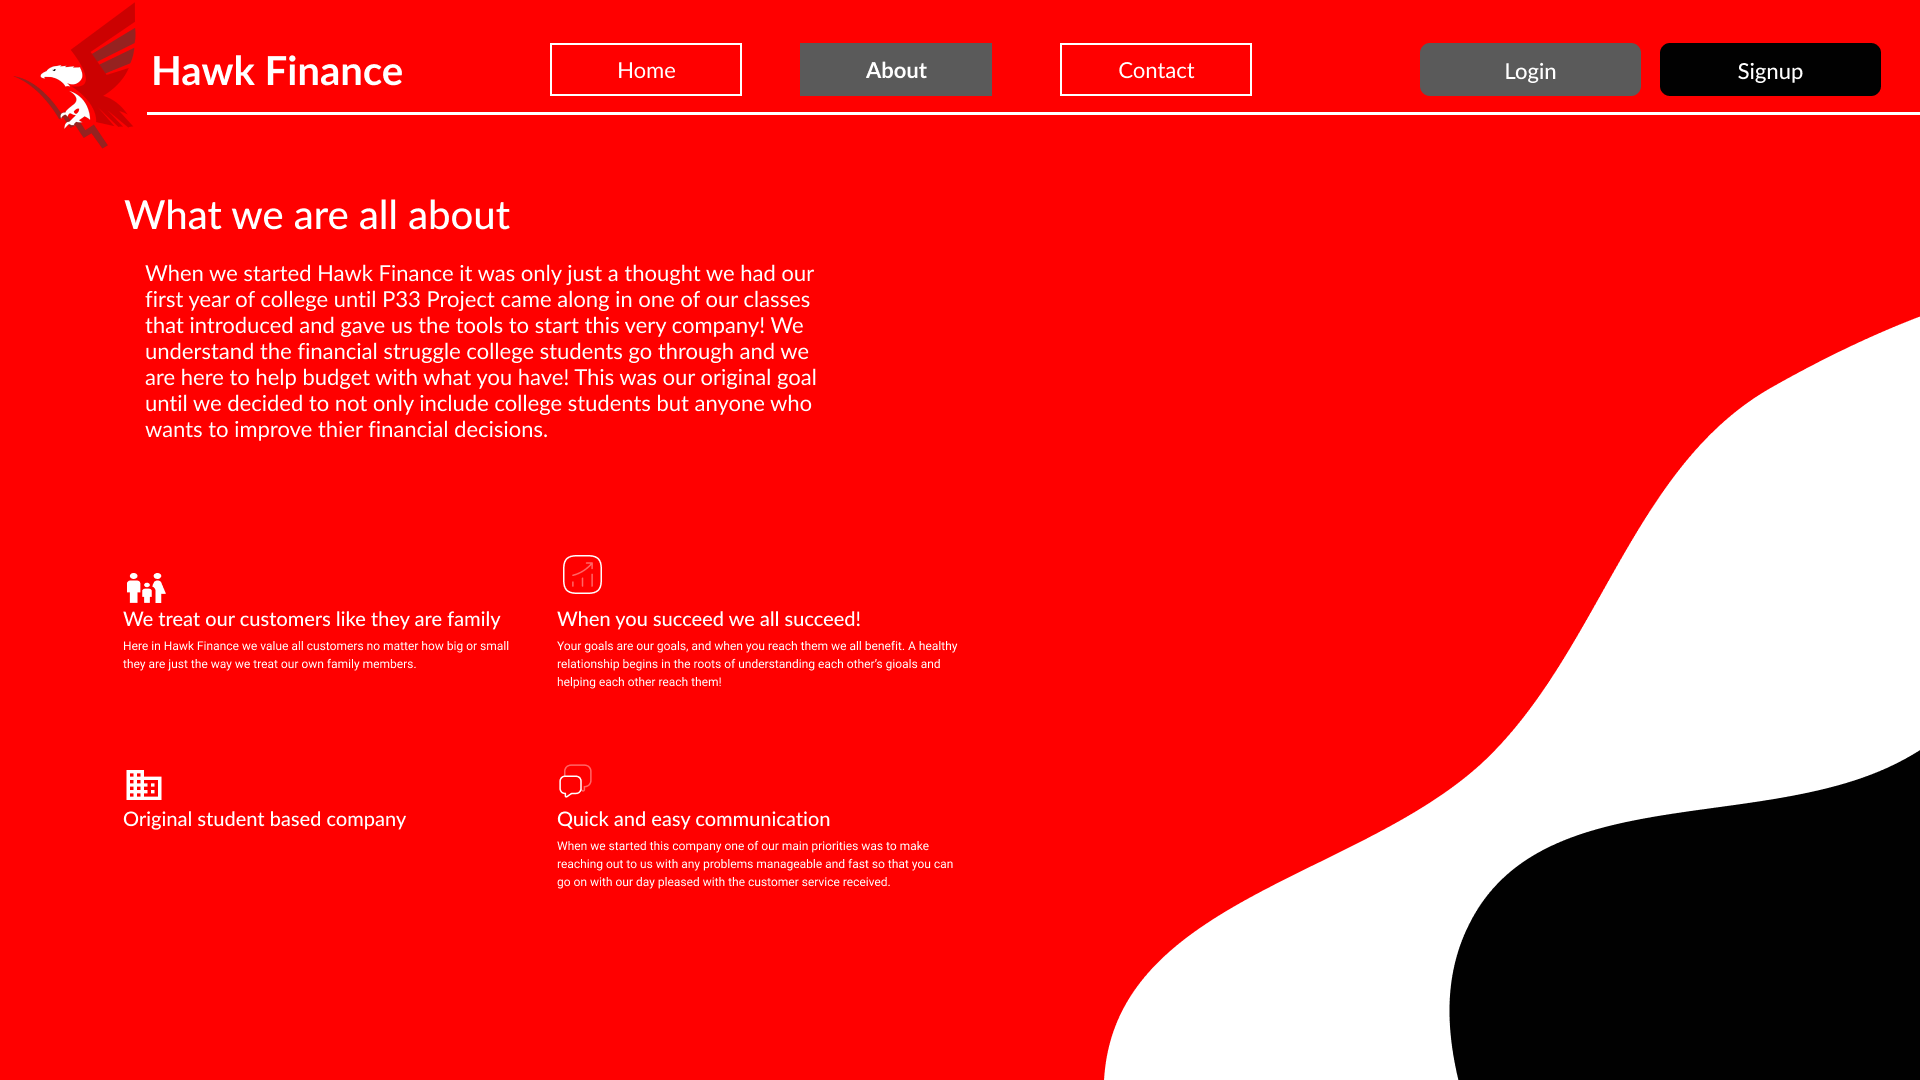 Hawk Finance
Home
About
Contact
Login
Signup
What we are all about
When we started Hawk Finance it was only just a thought we had our
first year of college until P33 Project came along in one of our classes
that introduced and gave us the tools to start this very company! We
understand the financial struggle college students go through and we
are here to help budget with what you have! This was our original goal
until we decided to not only include college students but anyone who
wants to improve thier financial decisions.
We treat our customers like they are family
Here in Hawk Finance we value all customers no matter how big or small
they are just the way we treat our own family members.
When you succeed we all succeed!
Your goals are our goals, and when you reach them we all benefit. A healthy
relationship begins in the roots of understanding each other's gioals and
helping each other reach them!
Original student based company
Quick and easy communication
When we started this company one of our main priorities was to make
reaching out to us with any problems manageable and fast so that you can
go on with our day pleased with the customer service received.